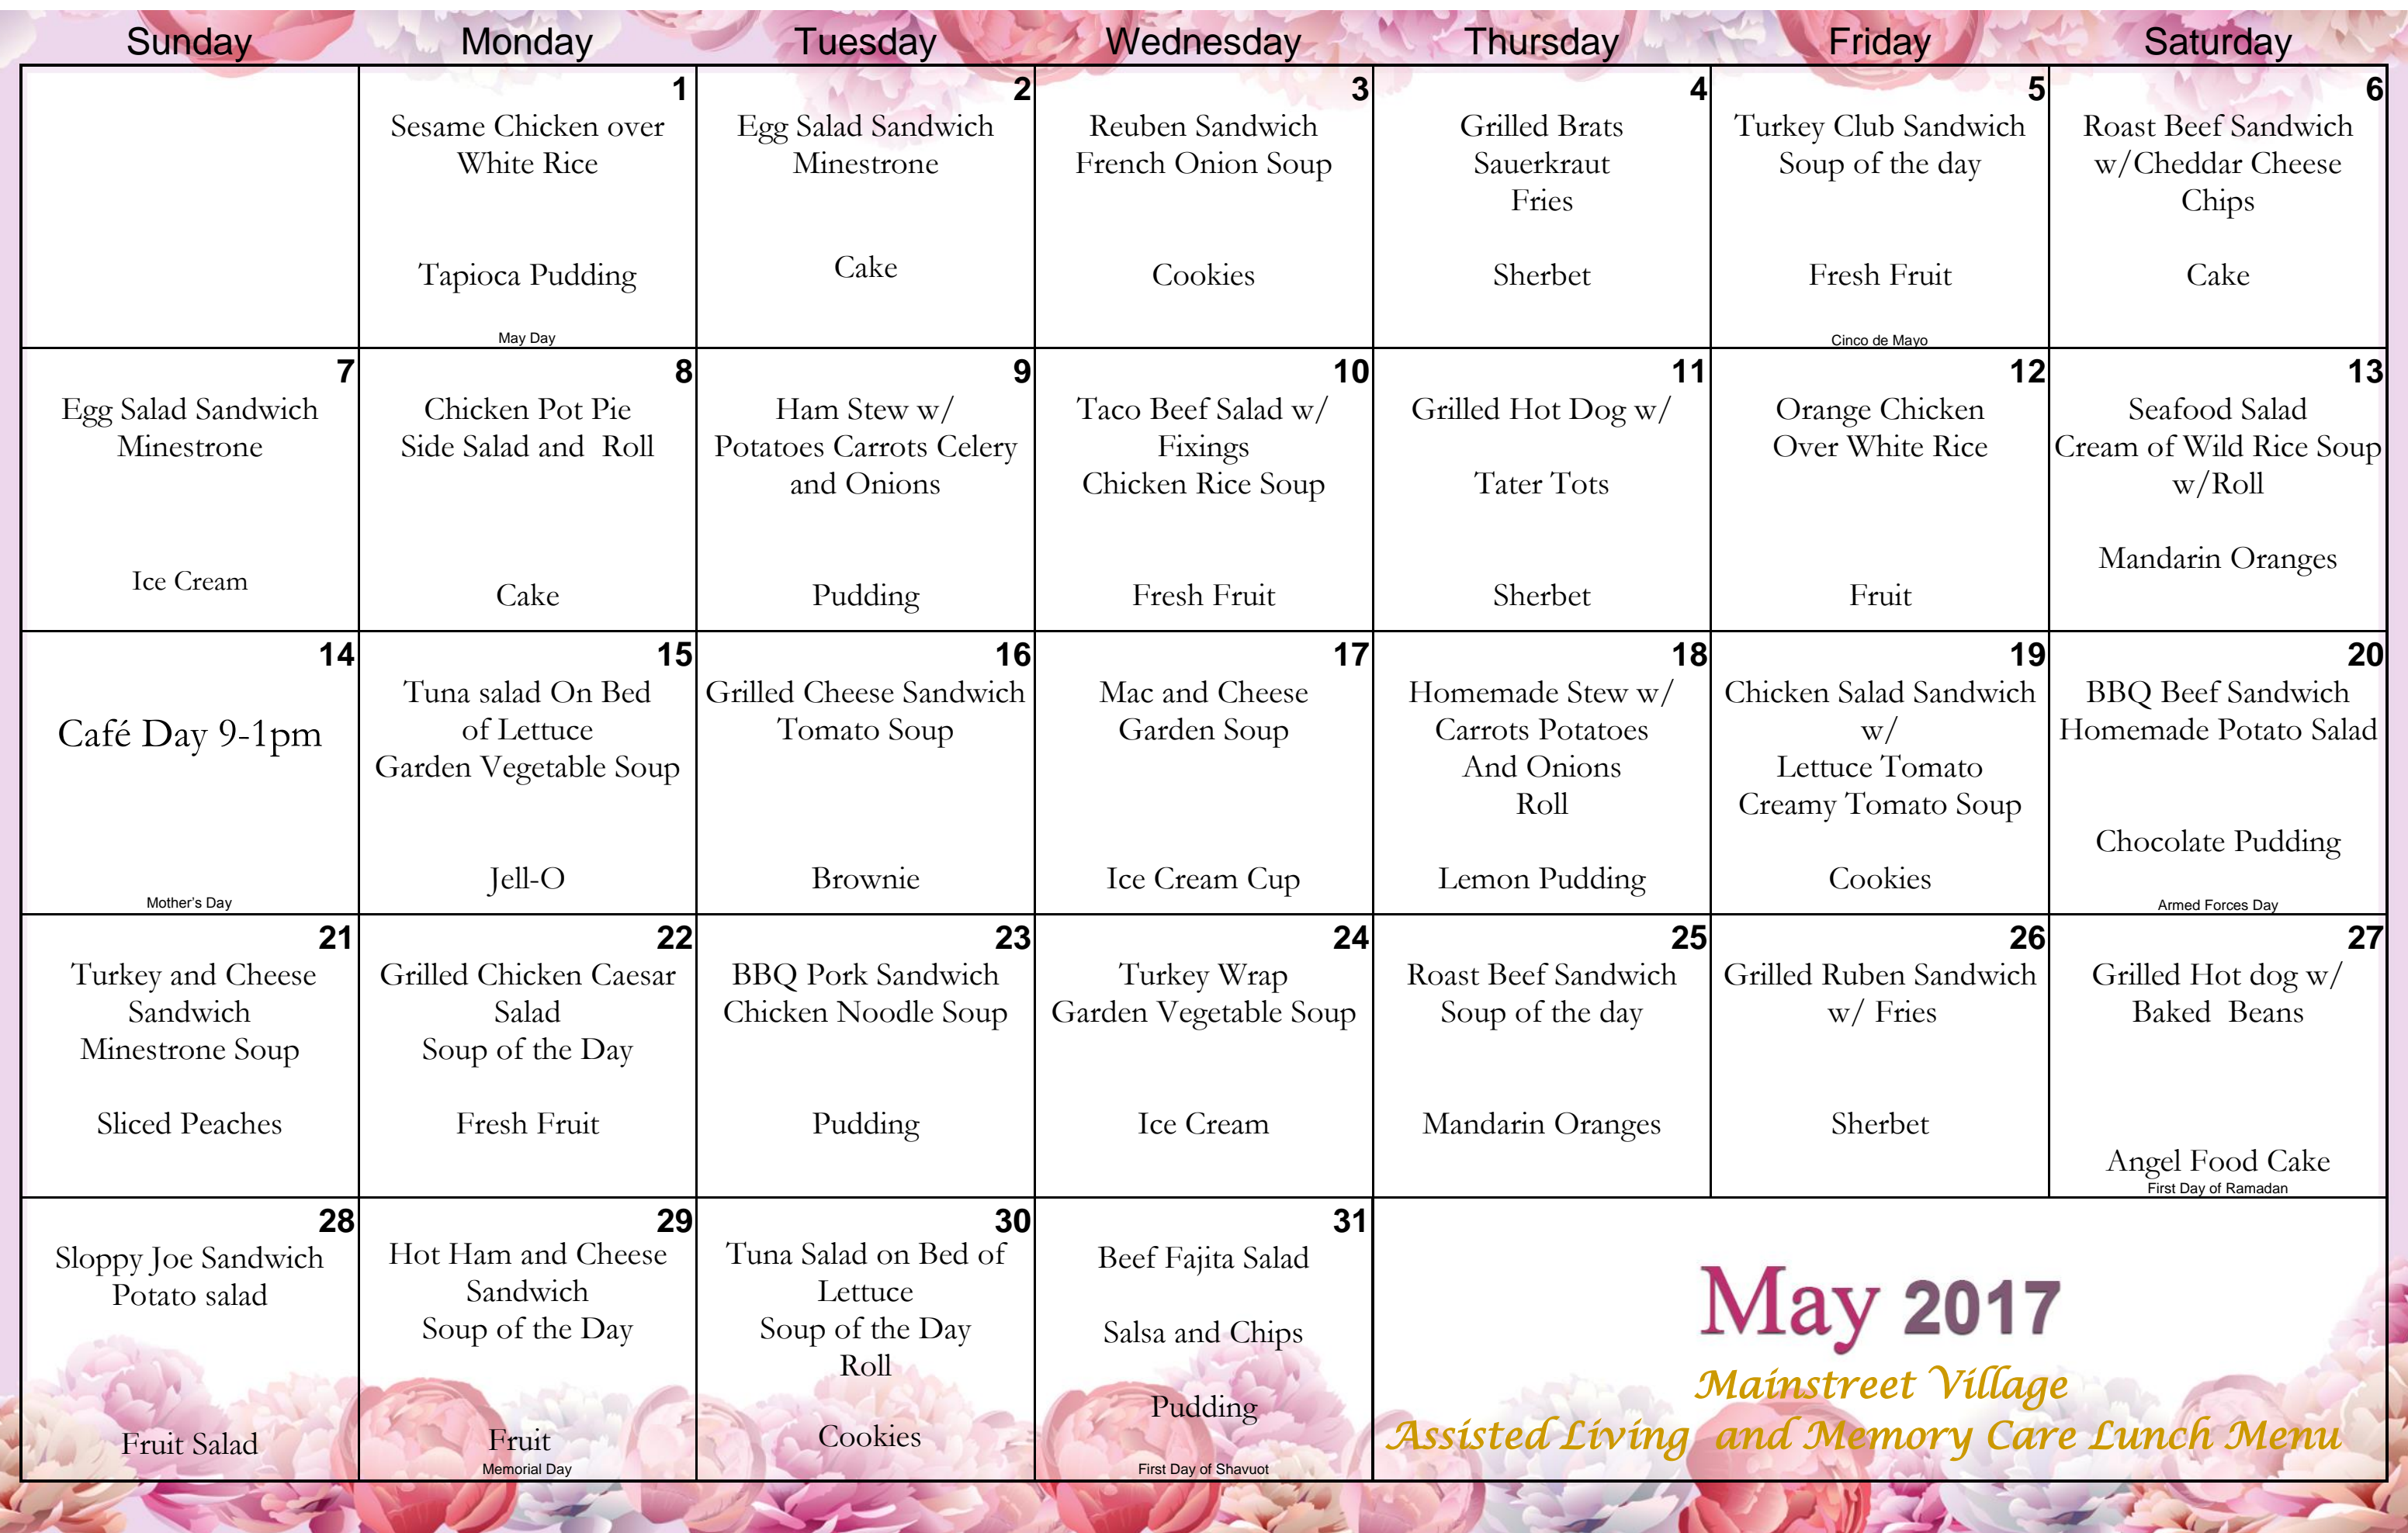 Sunday Monday Tuesday Wednesday Thursday Friday Saturday
1
Sesame Chicken over
White Rice
Tapioca Pudding
May Day
2
Egg Salad Sandwich
Minestrone
Cake
3
Reuben Sandwich
French Onion Soup
Cookies
4
Grilled Brats
Sauerkraut
Fries
Sherbet
5
Turkey Club Sandwich
Soup of the day
Fresh Fruit
Cinco de Mayo
6
Roast Beef Sandwich
w/Cheddar Cheese
Chips
Cake
7
Egg Salad Sandwich
Minestrone
Ice Cream
8
Chicken Pot Pie
Side Salad and Roll
Cake
9
Ham Stew w/
Potatoes Carrots Celery
and Onions
Pudding
10
Taco Beef Salad w/
Fixings
Chicken Rice Soup
Fresh Fruit
11
Grilled Hot Dog w/
Tater Tots
Sherbet
12
Orange Chicken
Over White Rice
Fruit
13
Seafood Salad
Cream of Wild Rice Soup
w/Roll
Mandarin Oranges
14
Café Day 9-1pm
Mother's Day
15
Tuna salad On Bed
of Lettuce
Garden Vegetable Soup
Jell-O
16
Grilled Cheese Sandwich
Tomato Soup
Brownie
17
Mac and Cheese
Garden Soup
Ice Cream Cup
18
Homemade Stew w/
Carrots Potatoes
And Onions
Roll
Lemon Pudding
19
Chicken Salad Sandwich
w/
Lettuce Tomato
Creamy Tomato Soup
Cookies
20
BBQ Beef Sandwich
Homemade Potato Salad
Chocolate Pudding
Armed Forces Day
21
Turkey and Cheese
Sandwich
Minestrone Soup
Sliced Peaches
22
Grilled Chicken Caesar
Salad
Soup of the Day
Fresh Fruit
23
BBQ Pork Sandwich
Chicken Noodle Soup
Pudding
24
Turkey Wrap
Garden Vegetable Soup
Ice Cream
25
Roast Beef Sandwich
Soup of the day
Mandarin Oranges
26
Grilled Ruben Sandwich
w/ Fries
Sherbet
27
Grilled Hot dog w/
Baked Beans
Angel Food Cake
First Day of Ramadan
28
Sloppy Joe Sandwich
Potato salad
Fruit Salad
29
Hot Ham and Cheese
Sandwich
Soup of the Day
Fruit
Memorial Day
30
Tuna Salad on Bed of
Lettuce
Soup of the Day
Roll
Cookies
31
Beef Fajita Salad
Salsa and Chips
Pudding
First Day of Shavuot
May 2017
Mainstreet Village
Assisted Living and Memory Care Lunch Menu